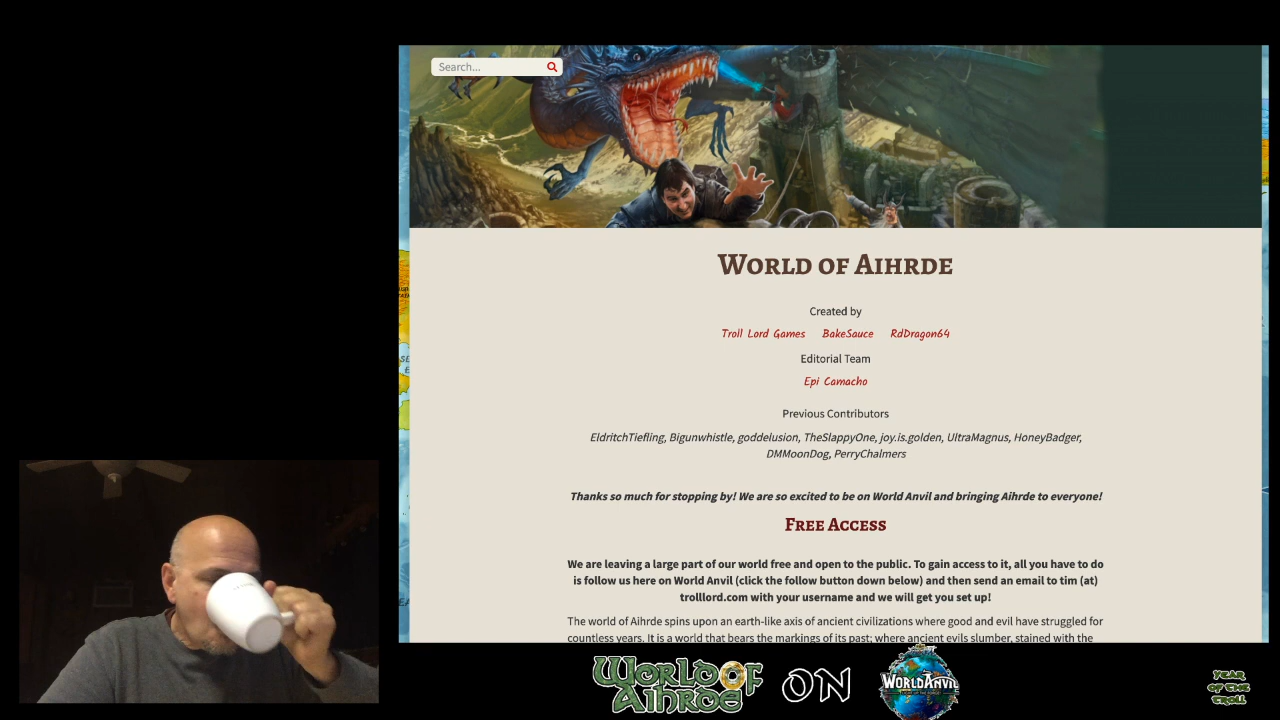 Search...
World of Aihrde
Created by
Troll Lord Games BakeSauce RdDragon64
Editorial Team
Epi Camacho
Previous Contributors
EldritchTiefling, Bigunwhistle, goddelusion, TheSlappyOne, joy.is.golden, UltraMagnus, HoneyBadger,
DMMoonDog, PerryChalmers
Thanks so much for stopping by! We are so excited to be on World Anvil and bringing Aihrde to everyone!
Free Access
We are leaving a large part of our world free and open to the public. To gain access to it, all you have to do
is follow us here on World Anvil (click the follow button down below) and then send an email to tim (at)
trolllord.com with your username and we will get you set up!
The world of Aihrde spins upon an earth-like axis of ancient civilizations where good and evil have struggled for
countless years. It is a world that bears the markings of its past; where ancient evils slumber, stained with the
World of
Aihrde
ON
WORLDANVIL
YEAR
OF THE
TROLL